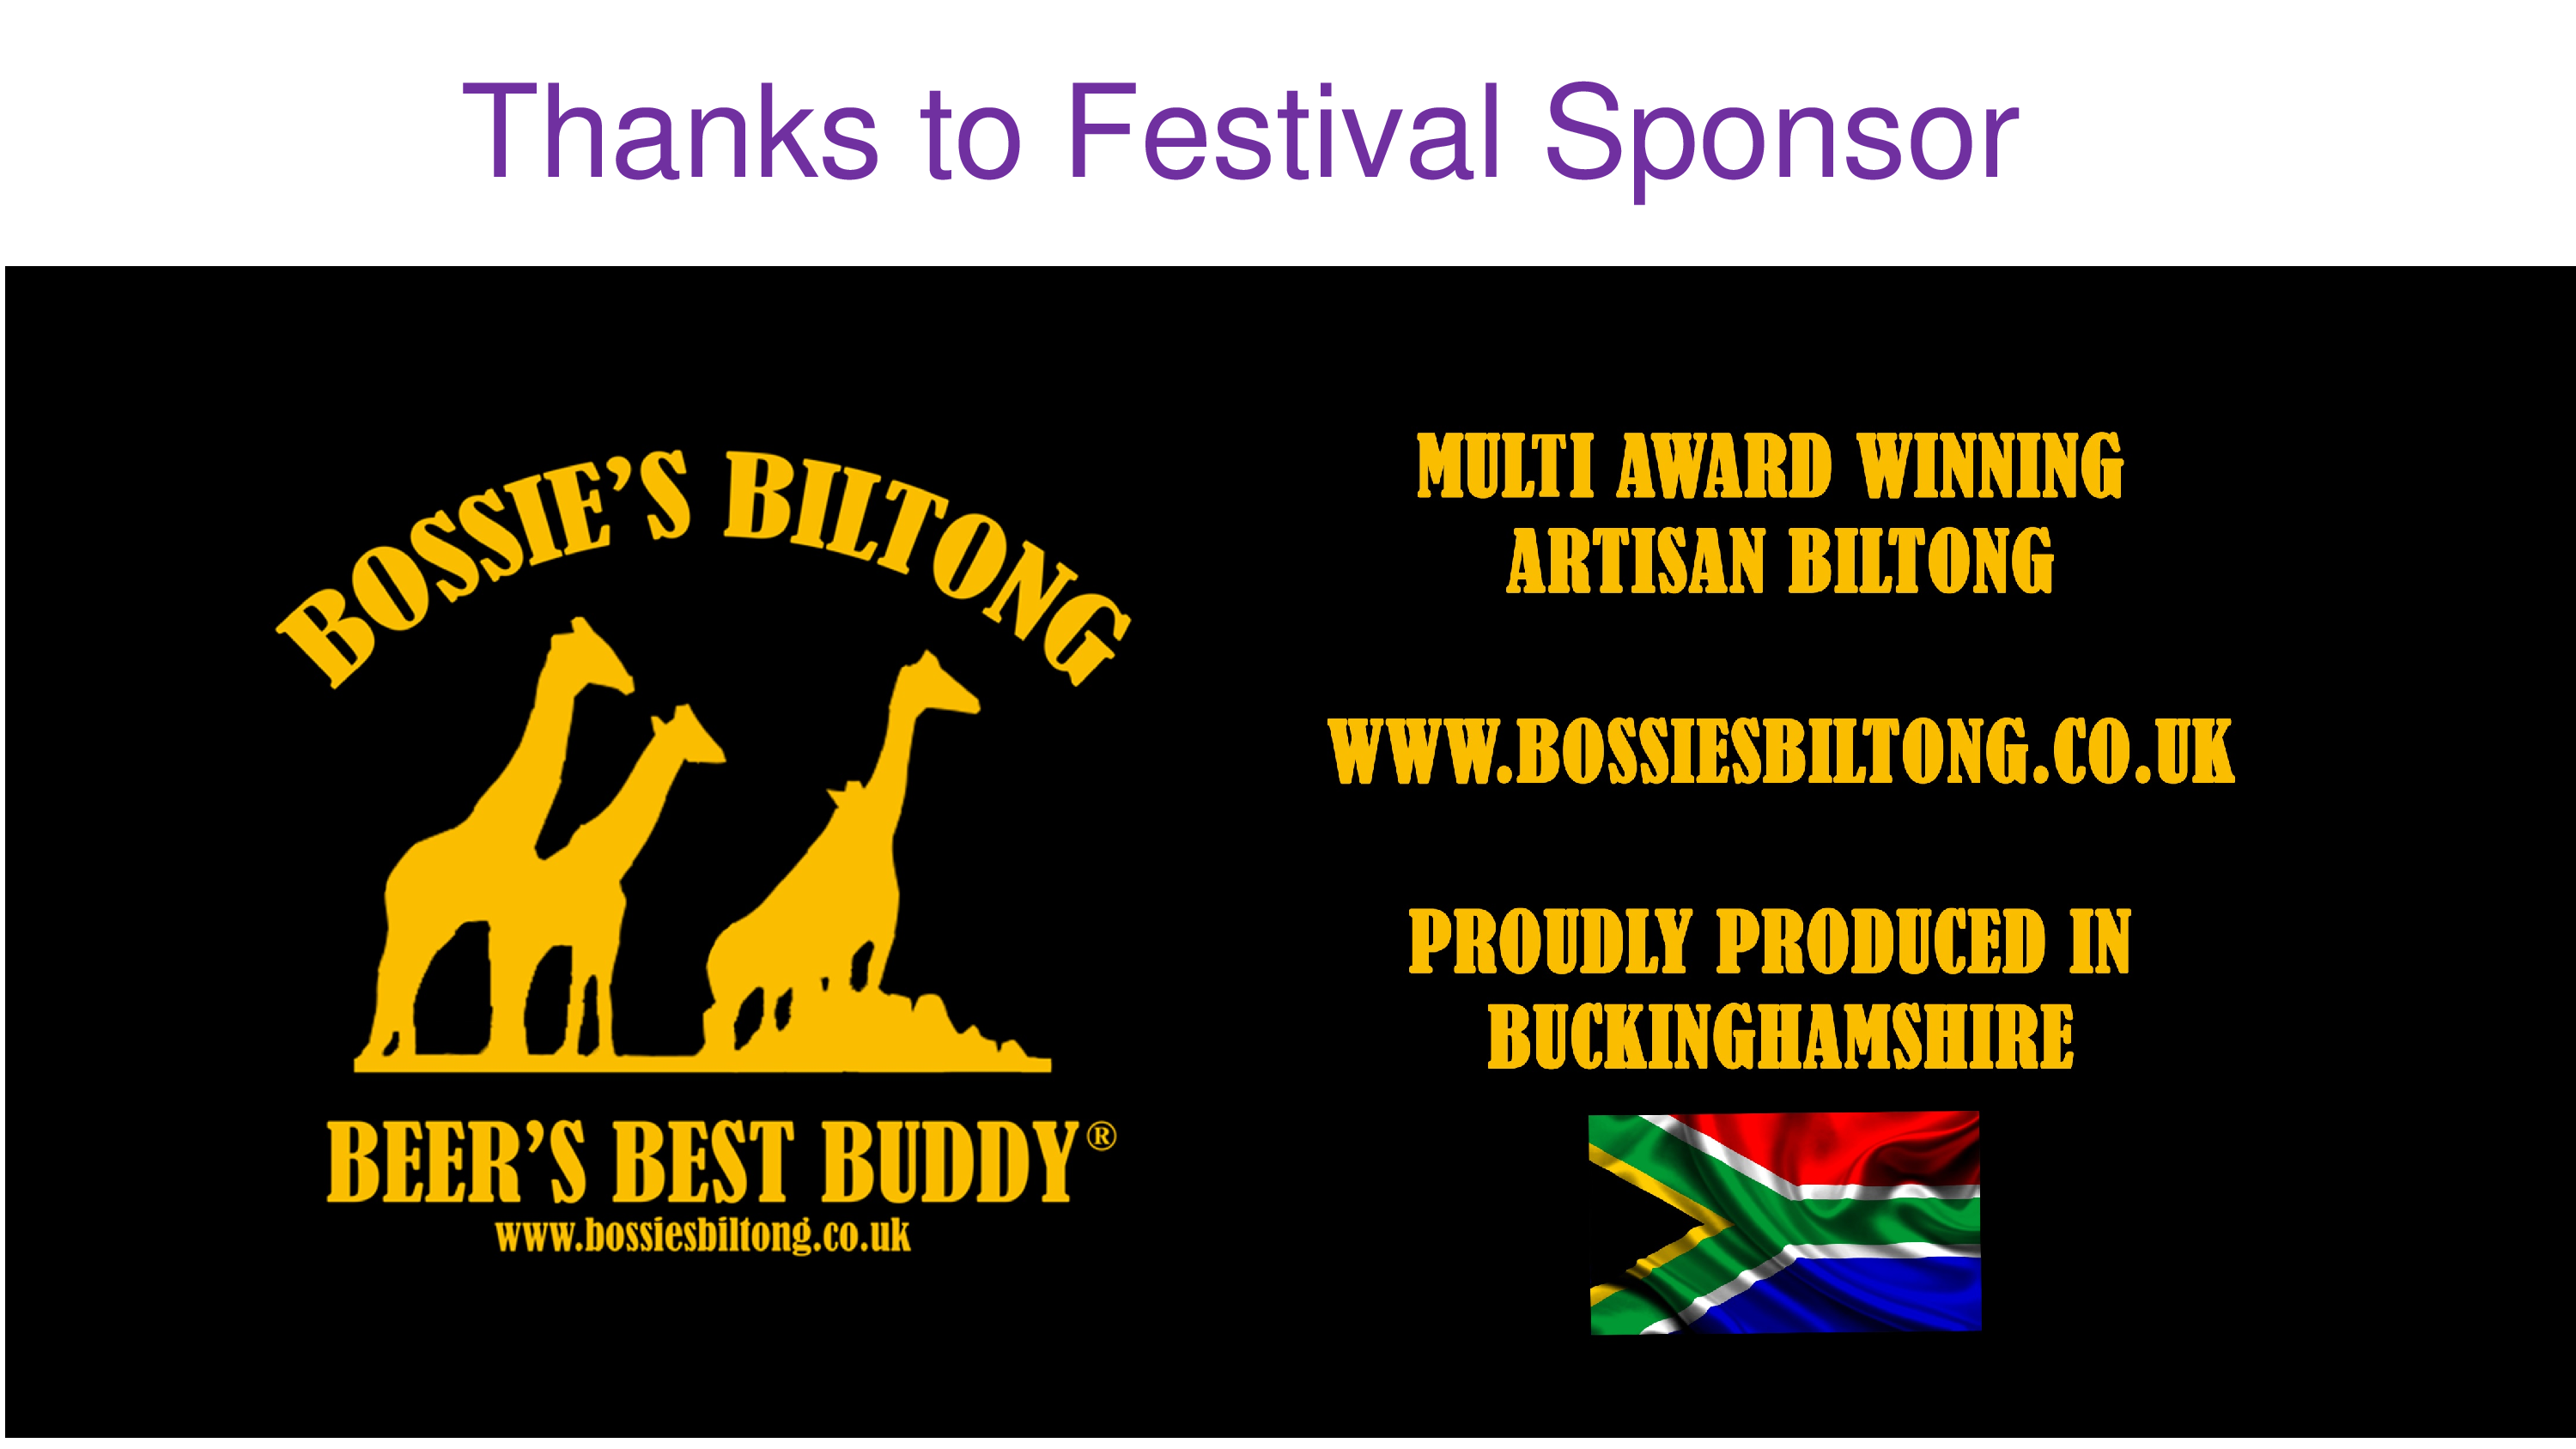 Thanks to Festival Sponsor
BOSSIE’S BILTONG
BEER’S BEST BUDDY®
www.bossiesbiltong.co.uk
MULTI AWARD WINNING
ARTISAN BILTONG
WWW.BOSSIESBILTONG.CO.UK
PROUDLY PRODUCED IN
BUCKINGHAMSHIRE